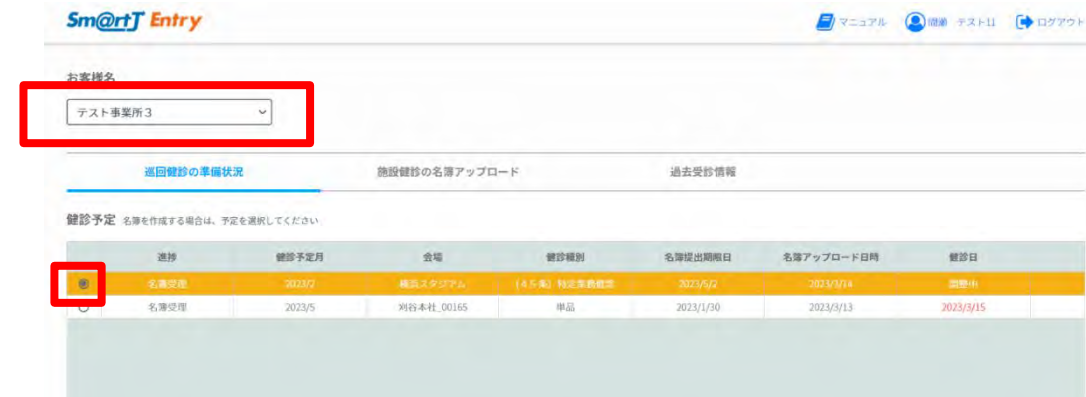 Sm@rtT Entry
マニュアル 間瀬 テスト11 ログアウト
お客様名
テスト事業所3
巡回健診の準備状況 施設健診の名簿アップロード 過去受診情報
健診予定 名簿を作成する場合は、予定を選択してください
進捗 健診予定月 会場 健診種別 名簿提出期限日 名簿アップロード日時 健診日
名簿受理 2023/2 横浜スタジアム 2023/5/2 2023/3/14 調整中
名簿受理 2023/5 刈谷本社_00165 単品 2023/1/30 2023/3/13 2023/3/15